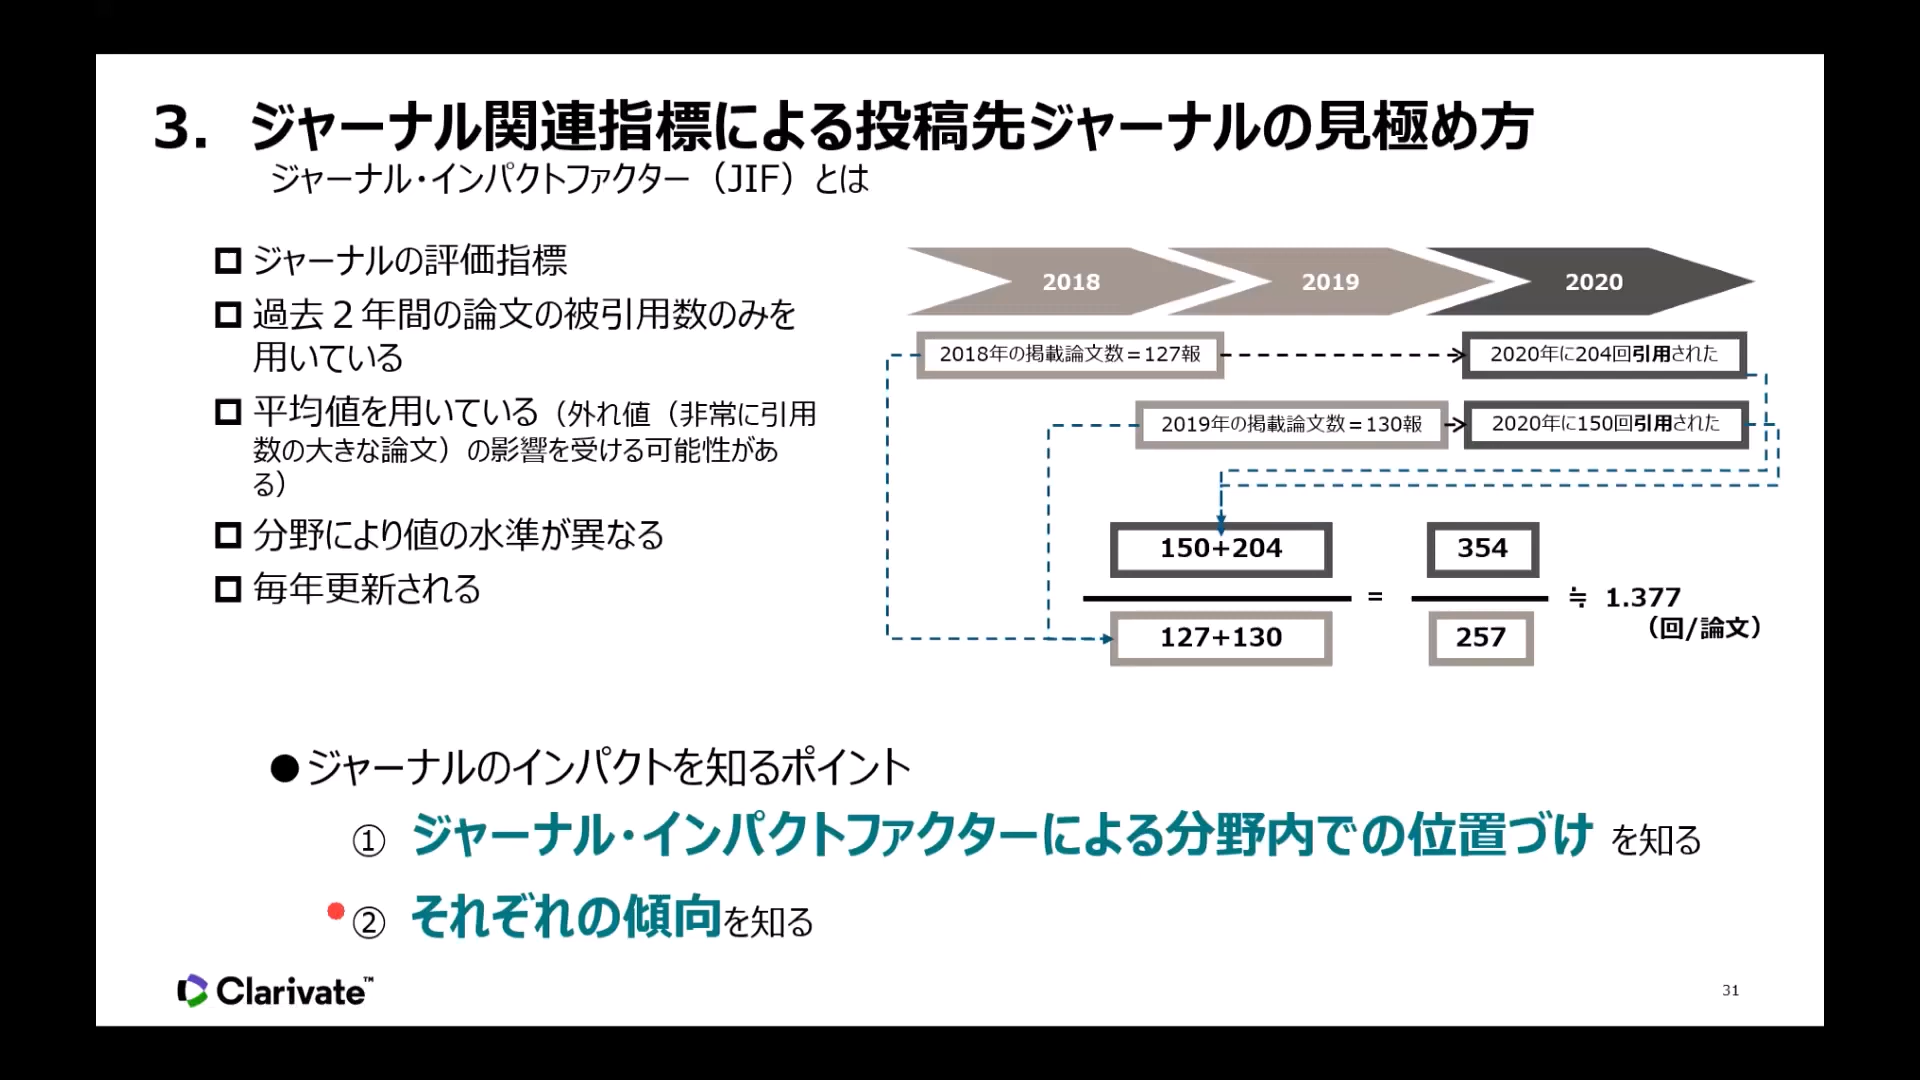 3. ジャーナル関連指標による投稿先ジャーナルの見極め方
ジャーナル・インパクトファクター（JIF）とは
ジャーナルの評価指標
過去２年間の論文の被引用数のみを
用いている
平均値を用いている（外れ値（非常に引用
数の大きな論文）の影響を受ける可能性があ
る）
分野により値の水準が異なる
毎年更新される
2018
2019
2020
2018年の掲載論文数＝127報
2020年に204回引用された
2019年の掲載論文数＝130報
2020年に150回引用された
150+204
127+130
=
354
257
≒ 1.377
（回/論文）
●ジャーナルのインパクトを知るポイント
① ジャーナル・インパクトファクターによる分野内での位置づけ を知る
② それぞれの傾向を知る
Clarivate™
31